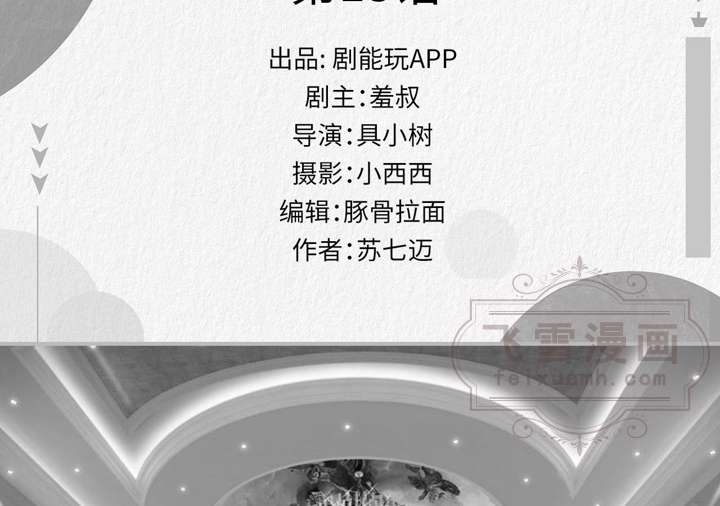 出品: 剧能玩APP
剧主：羞叔
导演：具小树
摄影：小西西
编辑：豚骨拉面
作者：苏七迈
飞雪漫画
feixuemh.com